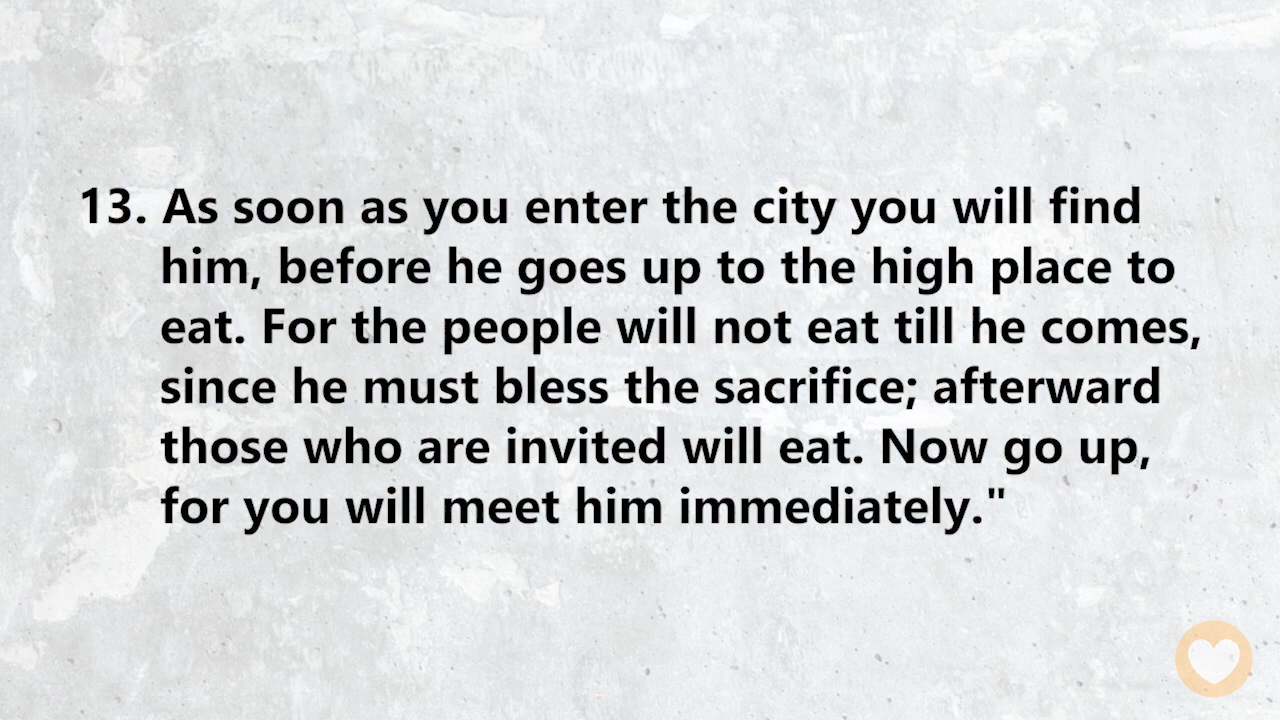 13. As soon as you enter the city you will find
him, before he goes up to the high place to
eat. For the people will not eat till he comes,
since he must bless the sacrifice; afterward
those who are invited will eat. Now go up,
for you will meet him immediately."